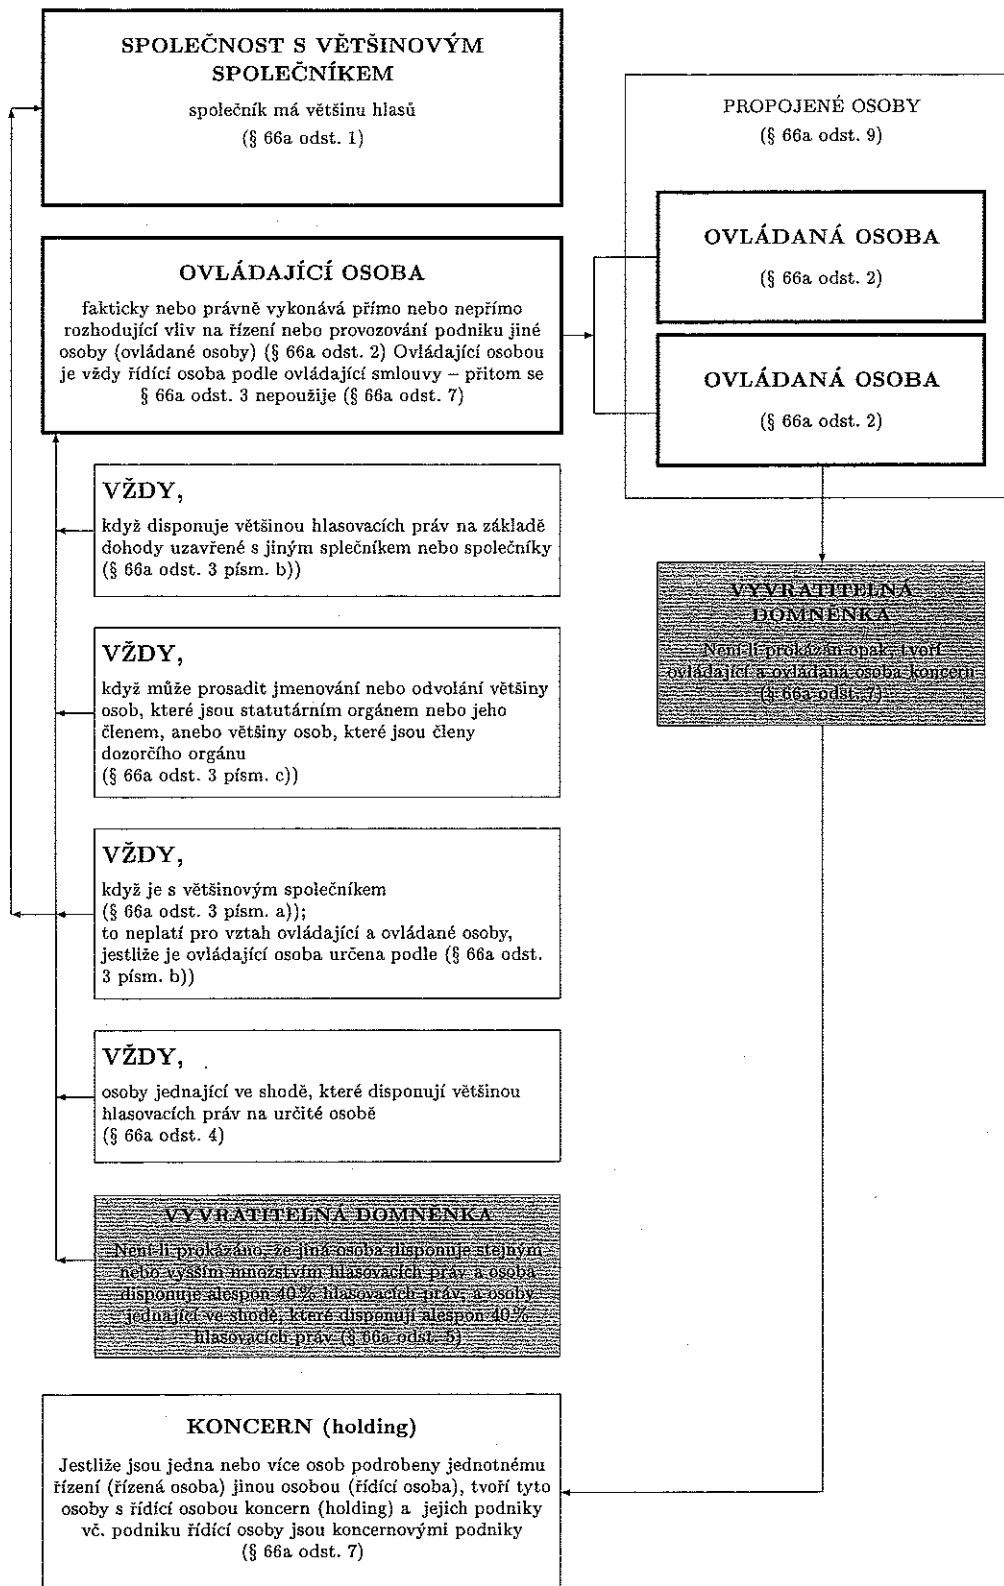 SPOLEČNOST S VĚTŠINOVÝM
SPOLEČNÍKEM
společník má většinu hlasů
(§ 66a odst. 1)
PROPOJENÉ OSOBY
(§ 66a odst. 9)
OVLÁDANÁ OSOBA
(§ 66a odst. 2)
OVLÁDANÁ OSOBA
(§ 66a odst. 2)
OVLÁDAJÍCÍ OSOBA
fakticky nebo právně vykonává přímo nebo nepřímo
rozhodující vliv na řízení nebo provozování podniku jiné
osoby (ovládané osoby) (§ 66a odst. 2) Ovládající osobou
je vždy řídící osoba podle ovládající smlouvy – přitom se
§ 66a odst. 3 nepoužije (§ 66a odst. 7)
VŽDY,
když disponuje většinou hlasovacích práv na základě
dohody uzavřené s jiným splečníkem nebo společníky
(§ 66a odst. 3 písm. b))
VYVRATITELNÁ
DOMNĚNKA
Není-li prokázán opak, tvoří
ovládající a ovládaná osoba koncern
(§ 66a odst. 7)
VŽDY,
když může prosadit jmenování nebo odvolání většiny
osob, které jsou statutárním orgánem nebo jeho
členem, anebo většiny osob, které jsou členy
dozorčího orgánu
(§ 66a odst. 3 písm. c))
VŽDY,
když je s většinovým společníkem
(§ 66a odst. 3 písm. a));
to neplatí pro vztah ovládající a ovládané osoby,
jestliže je ovládající osoba určena podle (§ 66a odst.
3 písm. b))
VŽDY,
osoby jednající ve shodě, které disponují většinou
hlasovacích práv na určité osobě
(§ 66a odst. 4)
VYVRATITELNÁ DOMNĚNKA
Není-li prokázáno, že jiná osoba disponuje stejným
nebo vyšším množstvím hlasovacích práv a osoba
disponuje alespoň 40% hlasovacích práv, a osoby
jednající ve shodě, které disponují alespoň 40%
hlasovacích práv (§ 66a odst. 5)
KONCERN (holding)
Jestliže jsou jedna nebo více osob podrobeny jednotnému
řízení (řízená osoba) jinou osobou (řídící osoba), tvoří tyto
osoby s řídící osobou koncern (holding) a jejich podniky
vč. podniku řídící osoby jsou koncernovými podniky
(§ 66a odst. 7)